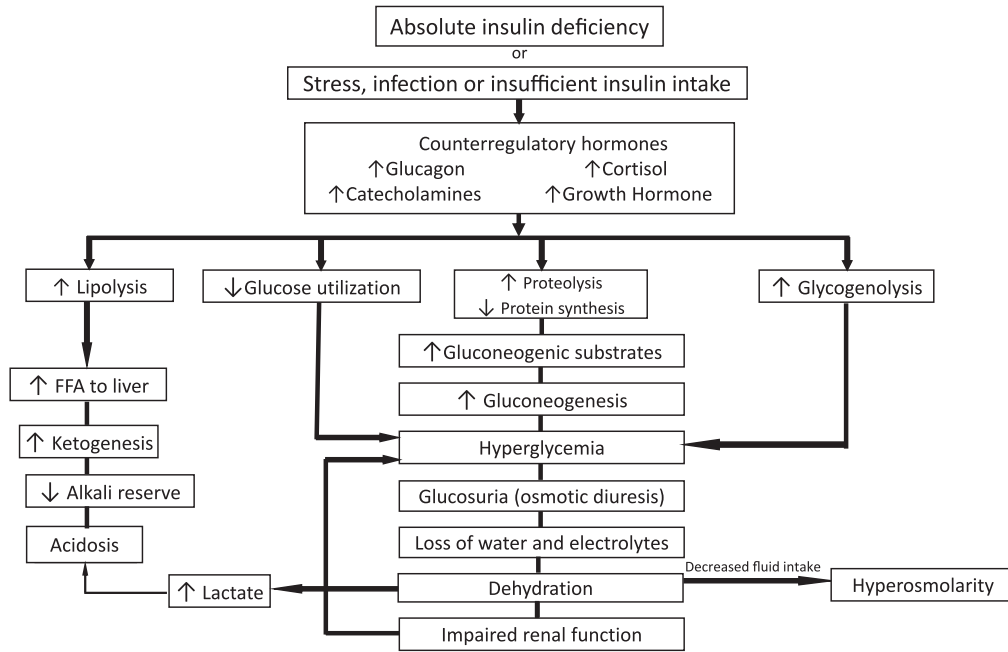 Absolute insulin deficiency
or
Stress, infection or insufficient insulin intake
Counterregulatory hormones
↑Glucagon ↑Cortisol
↑Catecholamines ↑Growth Hormone
↑ Lipolysis
↓Glucose utilization
↑ Proteolysis
↓ Protein synthesis
↑ Glycogenolysis
↑Gluconeogenic substrates
↑ FFA to liver
↑ Gluconeogenesis
↑ Ketogenesis
Hyperglycemia
↓ Alkali reserve
Glucosuria (osmotic diuresis)
Acidosis
Loss of water and electrolytes
Decreased fluid intake
↑ Lactate
Dehydration
Hyperosmolarity
Impaired renal function